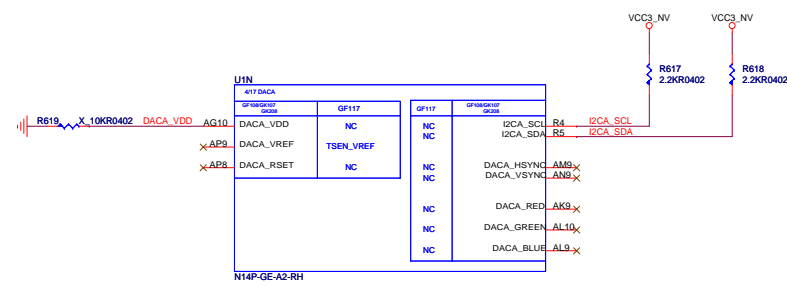 VCC3_NV VCC3_NV
R617 R618
2.2KR0402 2.2KR0402
U1N
4/17 DACA
GF108/GK107 GF117 GF117 GF108/GK107
GK208 GK208
R619 X_10KR0402 DACA_VDD AG10 DACA_VDD NC NC I2CA_SCL R4 I2CA_SCL
NC I2CA_SDA R5 I2CA_SDA
AP9 DACA_VREF TSEN_VREF
AP8 DACA_RSET NC NC DACA_HSYNC AM9
NC DACA_VSYNC AN9
NC DACA_RED AK9
NC DACA_GREEN AL10
NC DACA_BLUE AL9
N14P-GE-A2-RH